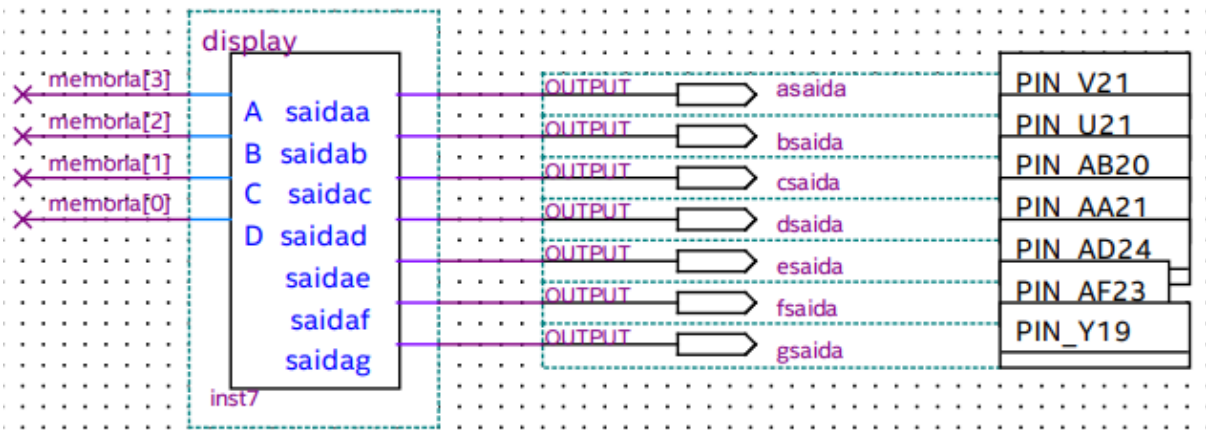 display
memoria[3]
memoria[2]
memoria[1]
memoria[0]
A saidaa
B saidab
C saidac
D saidad
saidae
saidaf
saidag
inst7
OUTPUT asaida PIN_V21
OUTPUT bsaida PIN_U21
OUTPUT csaida PIN_AB20
OUTPUT dsaida PIN_AA21
OUTPUT esaida PIN_AD24
OUTPUT fsaida PIN_AF23
OUTPUT gsaida PIN_Y19